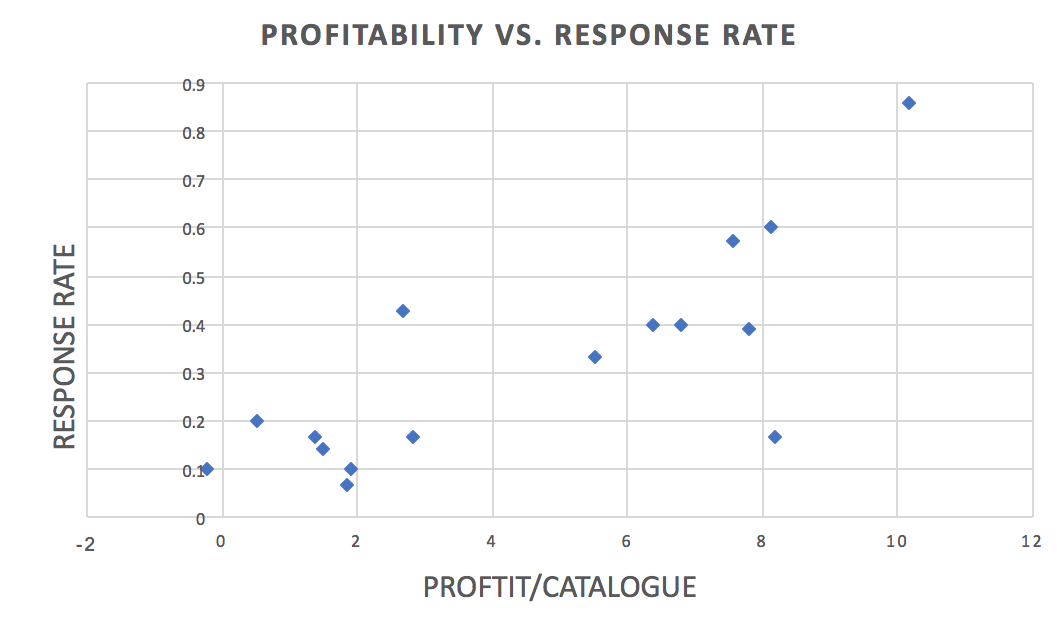 PROFITABILITY VS. RESPONSE RATE
0.9
0.8
0.7
0.6
0.5
0.4
0.3
0.2
0.1
0
RESPONSE RATE
-2 0 2 4 6 8 10 12
PROFTIT/CATALOGUE